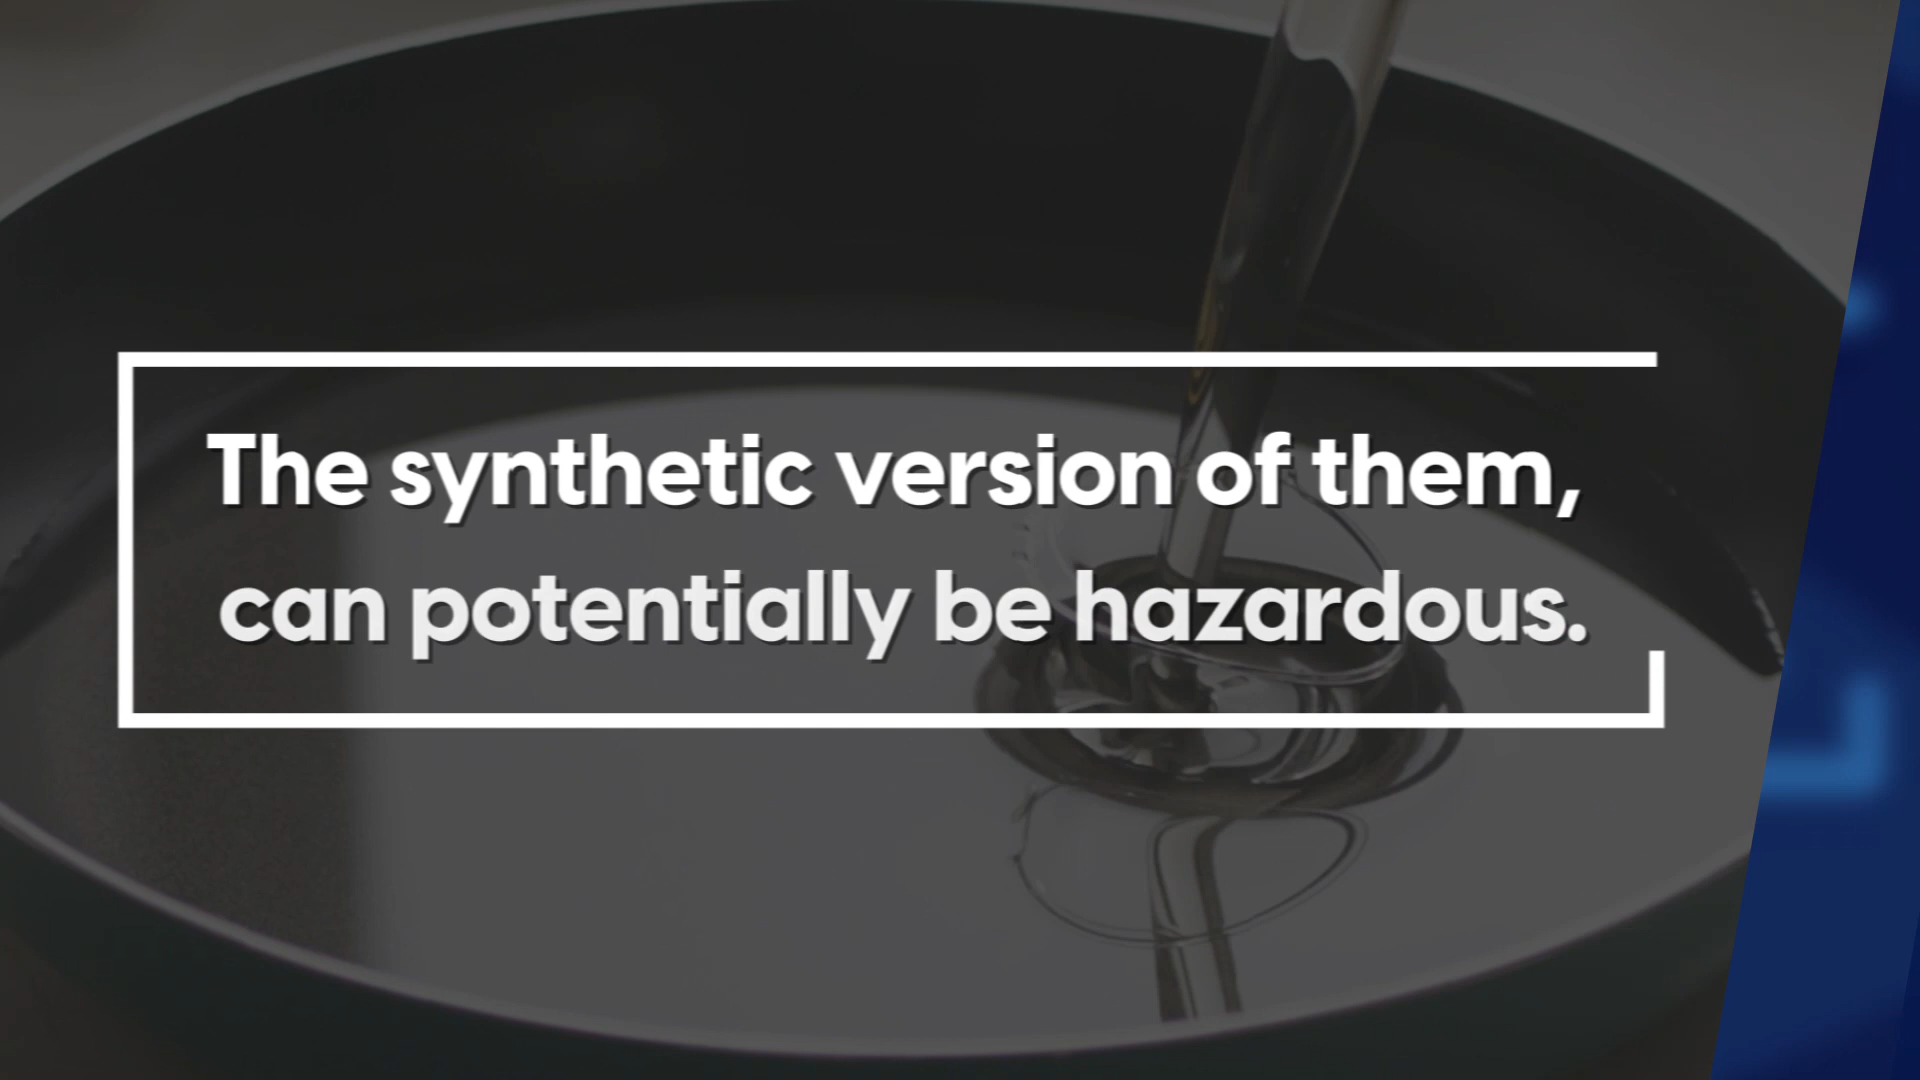 The synthetic version of them,
can potentially be hazardous.